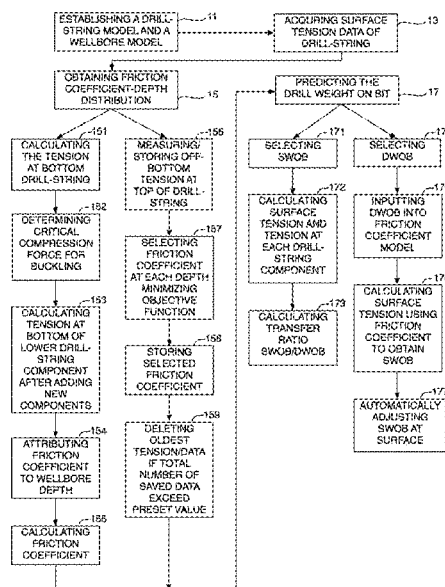 ESTABLISHING A DRILL-
STRING MODEL AND A
WELLBORE MODEL
11
ACQUIRING SURFACE
TENSION DATA OF
DRILL-STRING
13
OBTAINING FRICTION
COEFFICIENT-DEPTH
DISTRIBUTION
15
PREDICTING THE
DRILL WEIGHT ON BIT
17
CALCULATING
THE TENSION
AT BOTTOM
DRILL-STRING
151
DETERMINING
CRITICAL
COMPRESSION
FORCE FOR
BUCKLING
152
CALCULATING
TENSION AT
BOTTOM OF
LOWER DRILL-
STRING
COMPONENT
AFTER ADDING
NEW
COMPONENTS
153
ATTRIBUTING
FRICTION
COEFFICIENT
TO WELLBORE
DEPTH
154
CALCULATING
FRICTION
COEFFICIENT
155
MEASURING/
STORING OFF-
BOTTOM
TENSION AT
TOP OF DRILL-
STRING
156
SELECTING
FRICTION
COEFFICIENT
AT EACH DEPTH
MINIMIZING
OBJECTIVE
FUNCTION
157
STORING
SELECTED
FRICTION
COEFFICIENT
158
DELETING
OLDEST
TENSION/DATA
IF TOTAL
NUMBER OF
SAVED DATA
EXCEED
PRESET VALUE
159
SELECTING
SWOB
171
CALCULATING
SURFACE
TENSION AND
TENSION AT
EACH DRILL-
STRING
COMPONENT
172
CALCULATING
TRANSFER
RATIO
SWOB/DWOB
173
SELECTING
DWOB
INPUTTING
DWOB INTO
FRICTION
COEFFICIENT
MODEL
CALCULATING
SURFACE
TENSION USING
FRICTION
COEFFICIENT
TO OBTAIN
SWOB
AUTOMATICALLY
ADJUSTING
SWOB AT
SURFACE